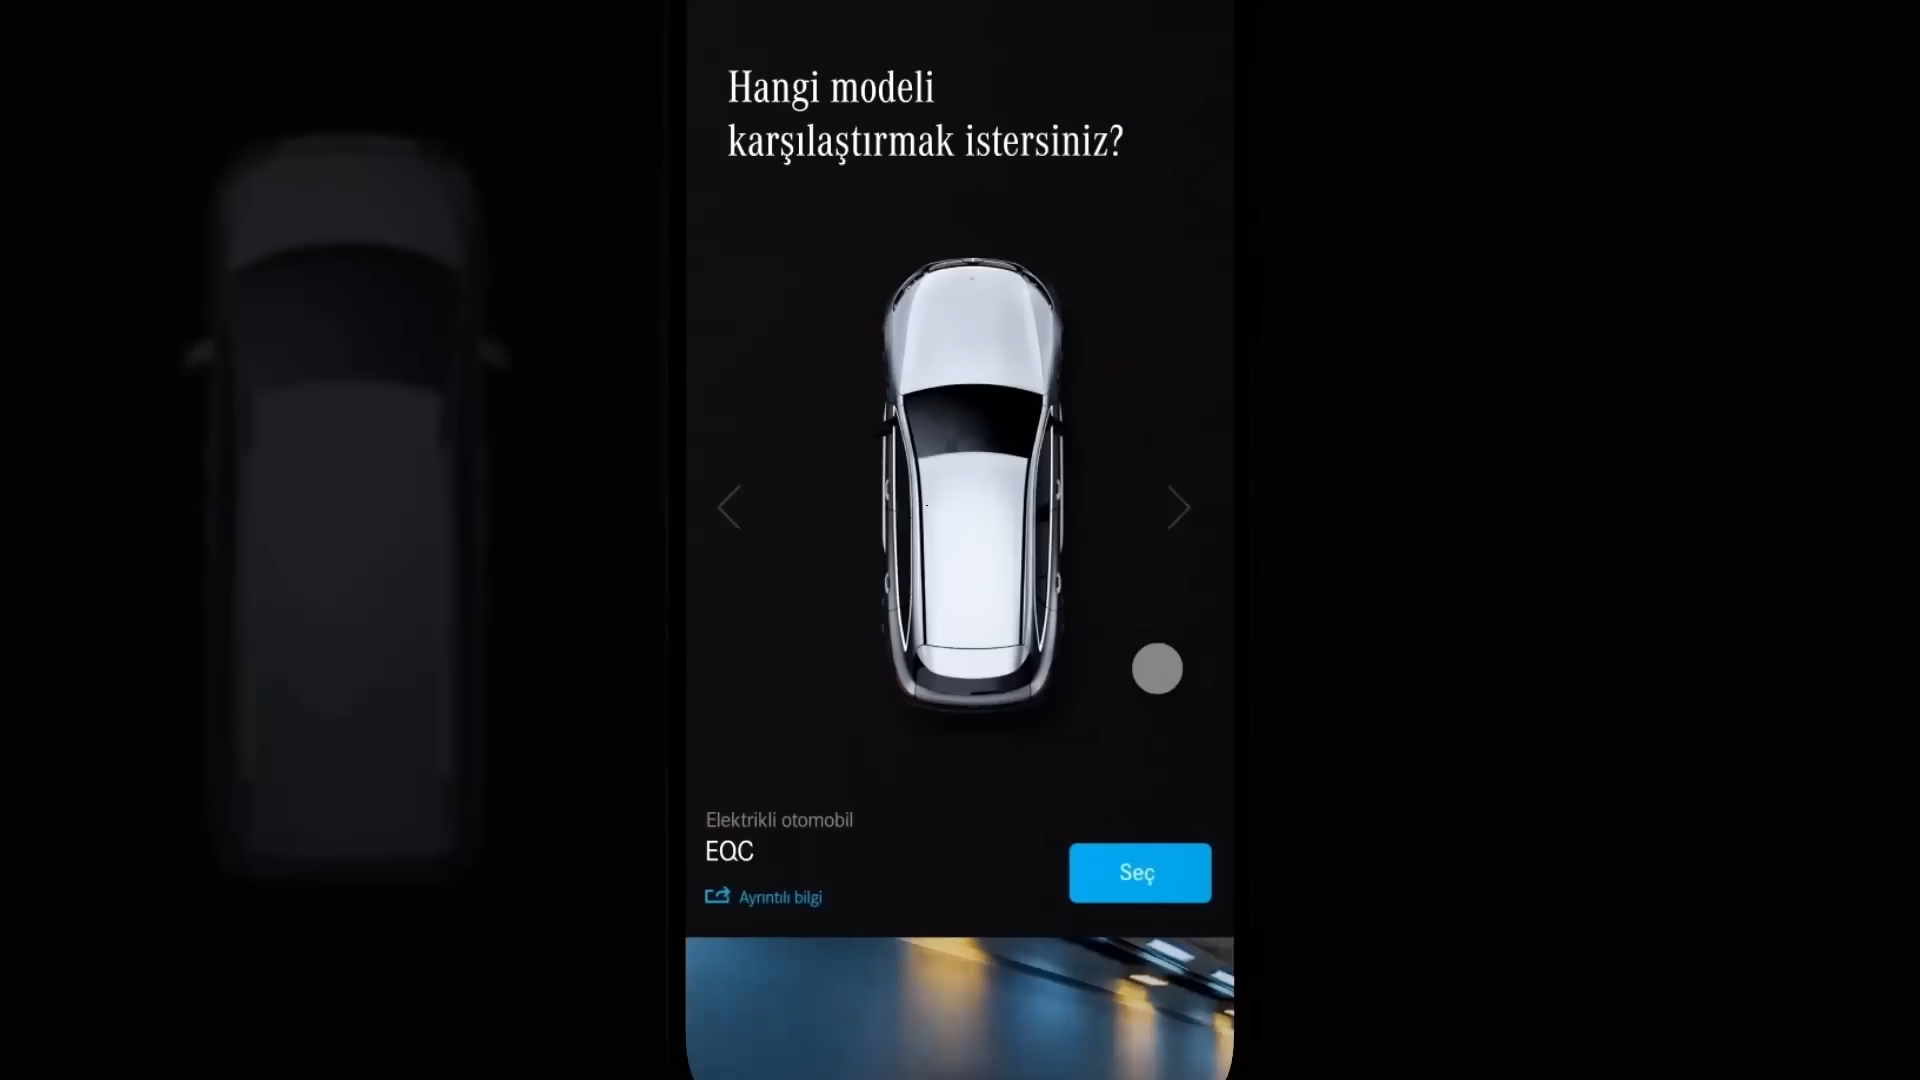 Hangi modeli
karşılaştırmak istersiniz?
Elektrikli otomobil
EQC
Ayrıntılı bilgi
Seç